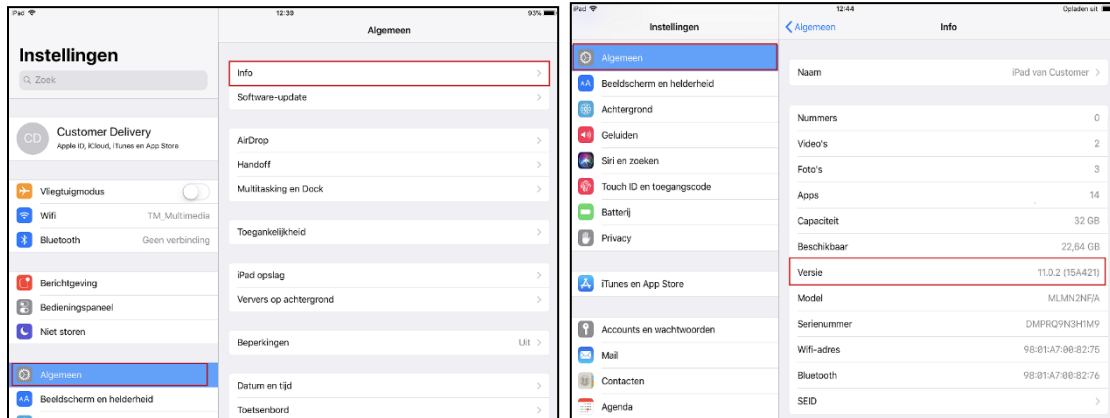 iPad 12:39 93%
Instellingen
Zoek
CD
Customer Delivery
Apple ID, iCloud, iTunes en App Store
Vliegtuigmodus
Wifi TM_Multimedia
Bluetooth Geen verbinding
Berichtgeving
Bedieningspaneel
Niet storen
Algemeen
AA Beeldscherm en helderheid
Algemeen
Info
Software-update
AirDrop
Handoff
Multitasking en Dock
Toegankelijkheid
iPad opslag
Ververs op achtergrond
Beperkingen Uit
Datum en tijd
Toetsenbord
iPad 12:44 Opladen uit
Instellingen
Algemeen
AA Beeldscherm en helderheid
Achtergrond
Geluiden
Siri en zoeken
Touch ID en toegangscode
Batterij
Privacy
iTunes en App Store
Accounts en wachtwoorden
Mail
Contacten
Agenda
Algemeen Info
Naam iPad van Customer
Nummers 0
Video's 2
Foto's 3
Apps 14
Capaciteit 32 GB
Beschikbaar 22,64 GB
Versie 11.0.2 (15A421)
Model MLMN2NF/A
Serienummer DMPRQ9N3H1M9
Wifi-adres 98:01:A7:00:82:75
Bluetooth 98:01:A7:00:82:76
SEID